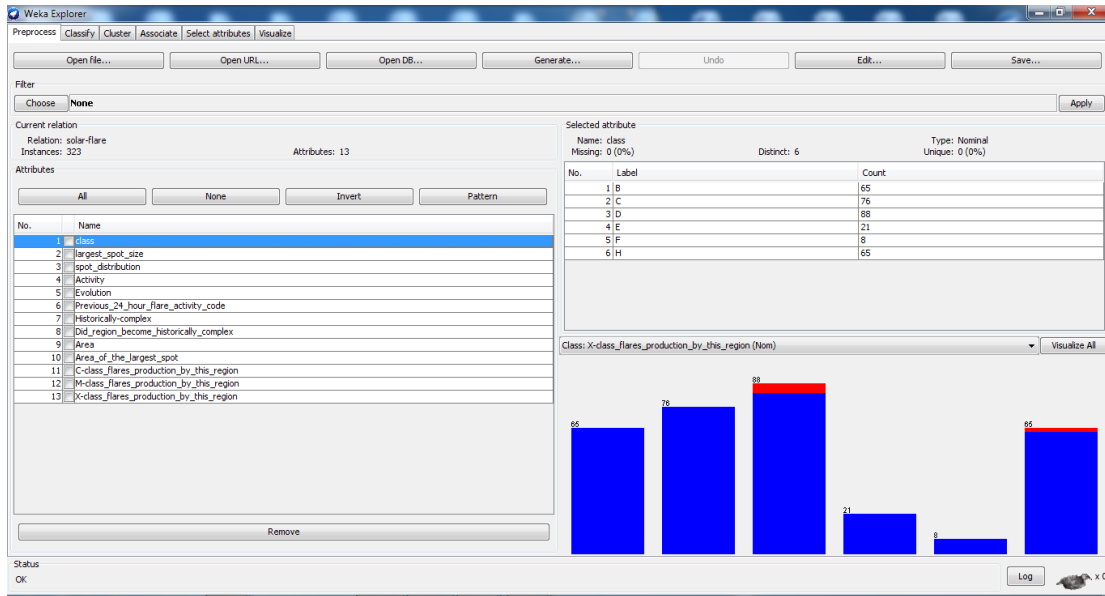 Weka Explorer
Preprocess Classify Cluster Associate Select attributes Visualize
Open file... Open URL... Open DB... Generate... Undo Edit... Save...
Filter
Choose None Apply
Current relation
Relation: solar-flare
Instances: 323 Attributes: 13
Attributes
All None Invert Pattern
No. Name
1 class
2 largest_spot_size
3 spot_distribution
4 Activity
5 Evolution
6 Previous_24_hour_flare_activity_code
7 Historically-complex
8 Did_region_become_historically_complex
9 Area
10 Area_of_the_largest_spot
11 C-class_flares_production_by_this_region
12 M-class_flares_production_by_this_region
13 X-class_flares_production_by_this_region
Remove
Selected attribute
Name: class Type: Nominal
Missing: 0 (0%) Distinct: 6 Unique: 0 (0%)
No. Label Count
1 B 65
2 C 76
3 D 88
4 E 21
5 F 8
6 H 65
Class: X-class_flares_production_by_this_region (Nom) Visualize All
65 76 88 21 8 65
Status
OK
Log x 0